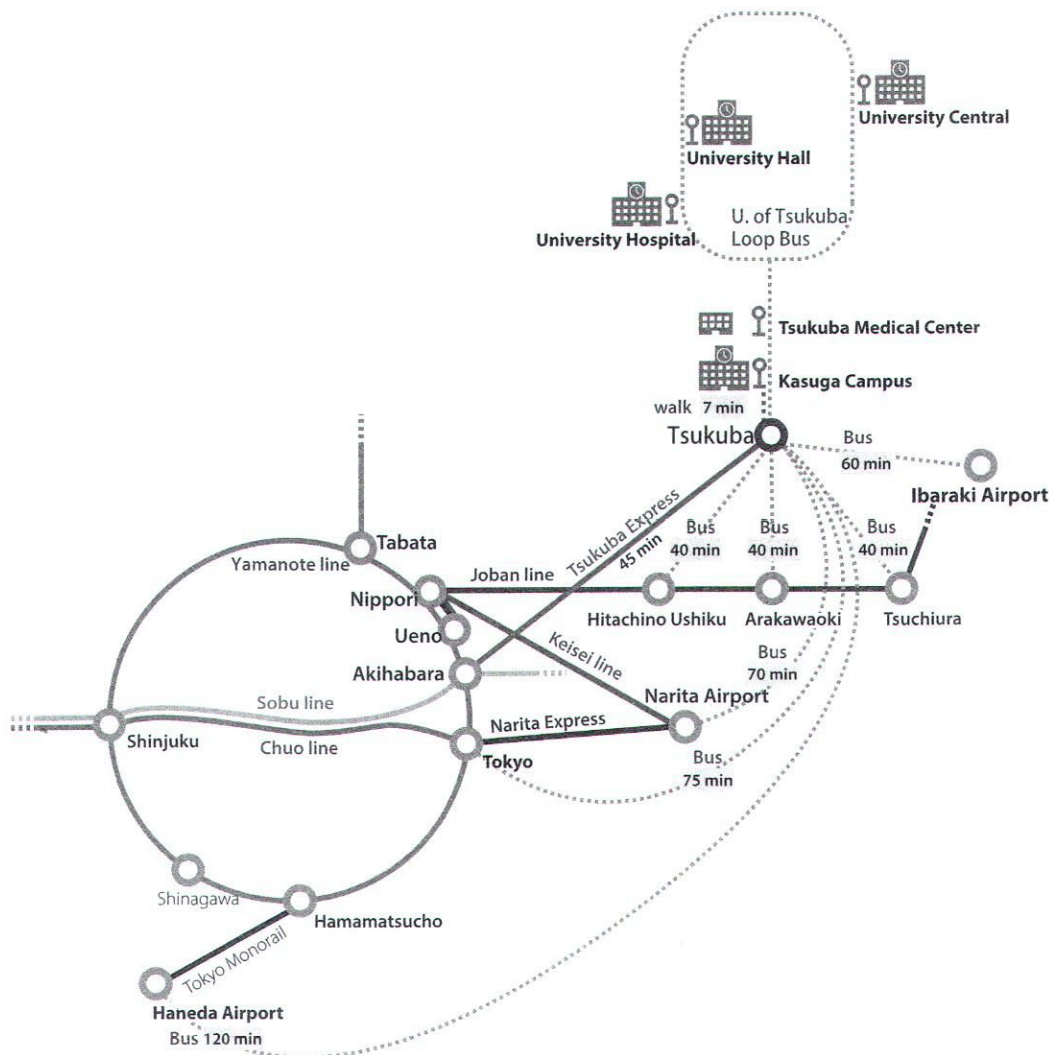 University Central
University Hall
U. of Tsukuba
Loop Bus
University Hospital
Tsukuba Medical Center
Kasuga Campus
walk 7 min
Tsukuba
Bus
60 min
Ibaraki Airport
Tsukuba Express
45 min
Bus
40 min
Bus
40 min
Bus
40 min
Tabata
Yamanote line
Nippori
Joban line
Hitachino Ushiku
Arakawaoki
Tsuchiura
Ueno
Keisei line
Akihabara
Bus
70 min
Narita Airport
Sobu line
Narita Express
Shinjuku
Chuo line
Tokyo
Bus
75 min
Shinagawa
Hamamatsucho
Tokyo Monorail
Haneda Airport
Bus 120 min